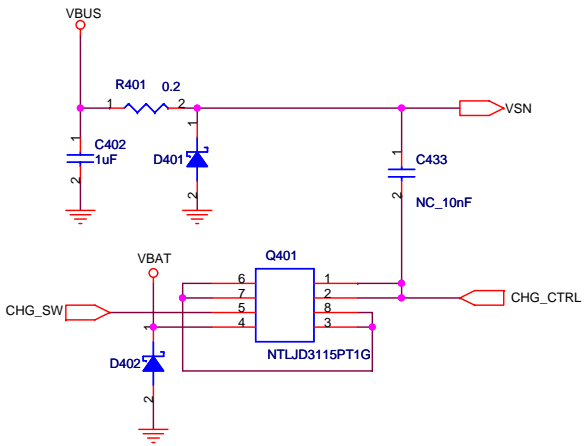 VBUS
R401 0.2
1 2
VSN
1
C402
1uF
2
1
D401
2
1
C433
2
NC_10nF
VBAT
Q401
6 1
7 2
CHG_CTRL
CHG_SW
5 8
4 3
1
NTLJD3115PT1G
D402
2